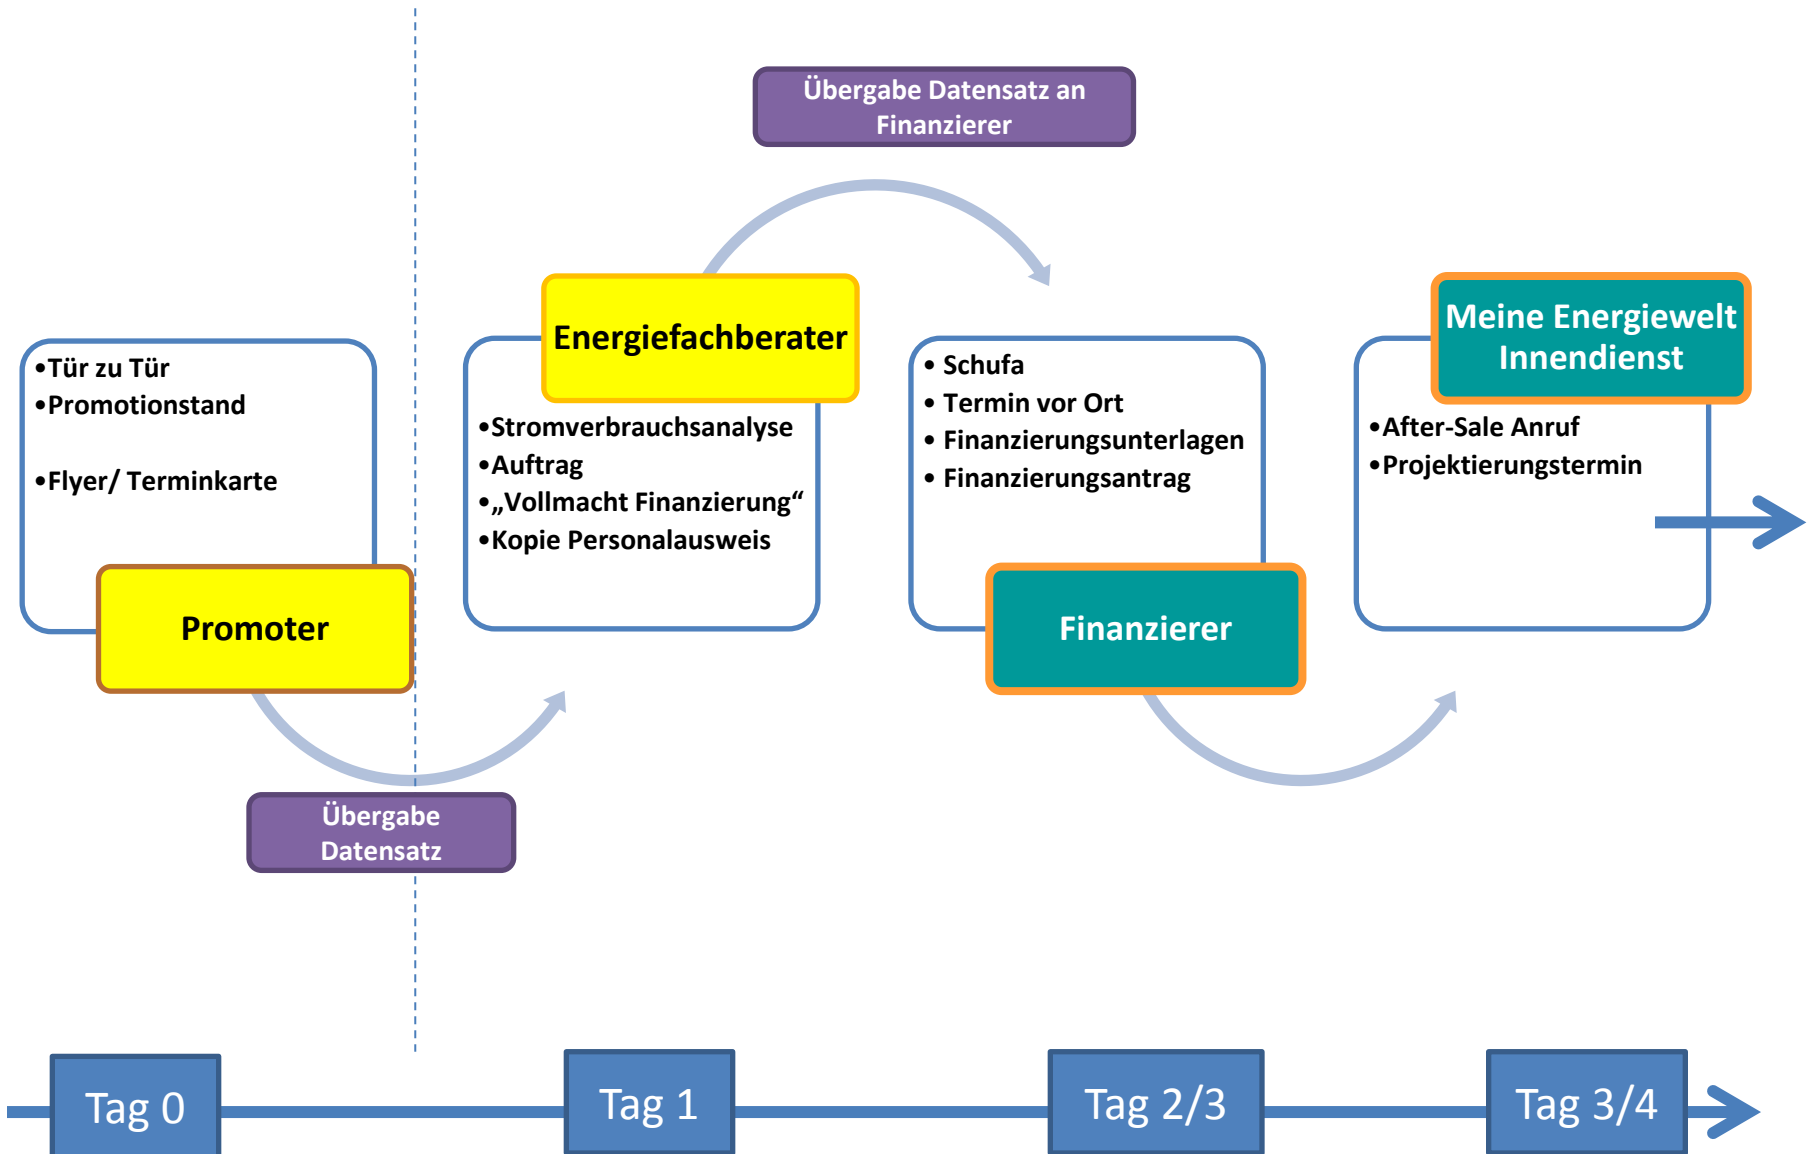 Übergabe Datensatz an
Finanzierer
•Tür zu Tür
•Promotionstand
•Flyer/ Terminkarte
Promoter
Übergabe
Datensatz
Energiefachberater
•Stromverbrauchsanalyse
•Auftrag
•„Vollmacht Finanzierung“
•Kopie Personalausweis
• Schufa
• Termin vor Ort
• Finanzierungsunterlagen
• Finanzierungsantrag
Finanzierer
Meine Energiewelt
Innendienst
•After-Sale Anruf
•Projektierungstermin
Tag 0
Tag 1
Tag 2/3
Tag 3/4